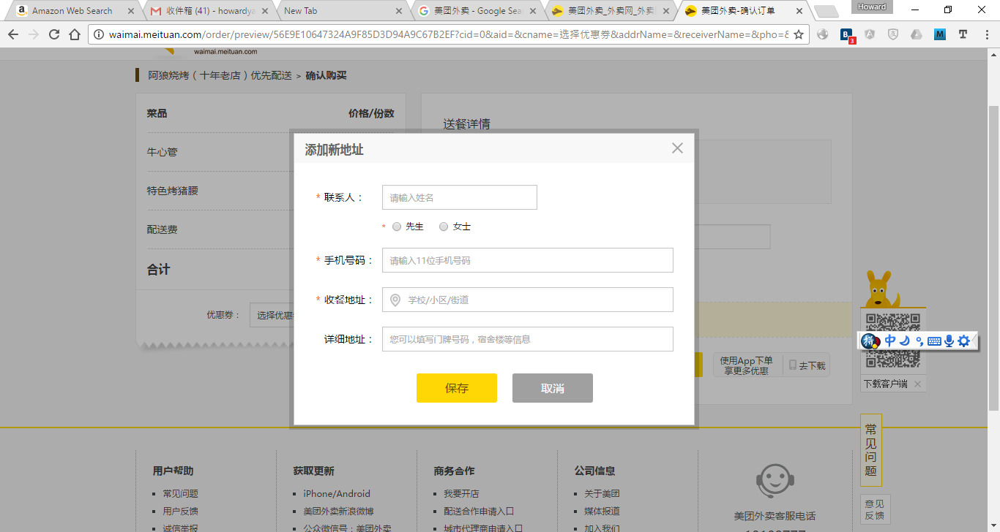 Amazon Web Search
收件箱 (41) - howardya
New Tab
美团外卖 - Google Sea
美团外卖_外卖网_外卖
美团外卖-确认订单
Howard
waimai.meituan.com/order/preview/56E9E10647324A9F85D3D94A9C67B2EF?cid=0&aid=&cname=选择优惠券&addrName=&receiverName=&pho=&
waimai.meituan.com
阿狼烧烤（十年老店）优先配送 > 确认购买
菜品 价格/份数
牛心管
特色烤猪腰
配送费
合计
优惠券： 选择优惠
送餐详情
添加新地址
* 联系人： 请输入姓名
* 先生 女士
* 手机号码： 请输入11位手机号码
* 收餐地址： 学校/小区/街道
详细地址： 您可以填写门牌号码，宿舍楼等信息
保存 取消
使用App下单
享更多优惠
去下载
拼 中
下载客户端
常见问题
意见
反馈
用户帮助
常见问题
用户反馈
诚信举报
获取更新
iPhone/Android
美团外卖新浪微博
公众微信号：美团外卖
商务合作
我要开店
配送合作申请入口
城市代理商申请入口
公司信息
关于美团
媒体报道
加入我们
美团外卖客服电话